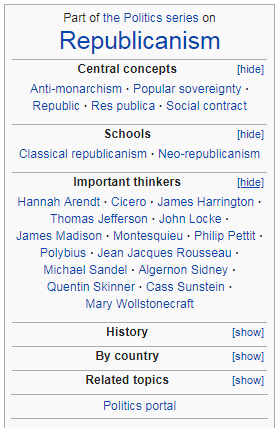 Part of the Politics series on
Republicanism
Central concepts [hide]
Anti-monarchism · Popular sovereignty ·
Republic · Res publica · Social contract
Schools [hide]
Classical republicanism · Neo-republicanism
Important thinkers [hide]
Hannah Arendt · Cicero · James Harrington ·
Thomas Jefferson · John Locke ·
James Madison · Montesquieu · Philip Pettit ·
Polybius · Jean Jacques Rousseau ·
Michael Sandel · Algernon Sidney ·
Quentin Skinner · Cass Sunstein ·
Mary Wollstonecraft
History [show]
By country [show]
Related topics [show]
Politics portal